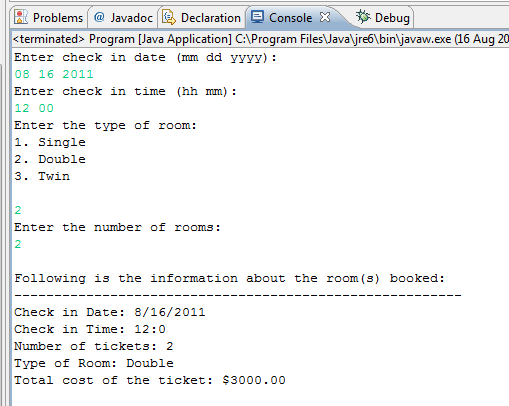 Problems @ Javadoc Declaration Console Debug
<terminated> Program [Java Application] C:\Program Files\Java\jre6\bin\javaw.exe (16 Aug 20
Enter check in date (mm dd yyyy):
08 16 2011
Enter check in time (hh mm):
12 00
Enter the type of room:
1. Single
2. Double
3. Twin
2
Enter the number of rooms:
2
Following is the information about the room(s) booked:
--------------------------------------------------------
Check in Date: 8/16/2011
Check in Time: 12:0
Number of tickets: 2
Type of Room: Double
Total cost of the ticket: $3000.00